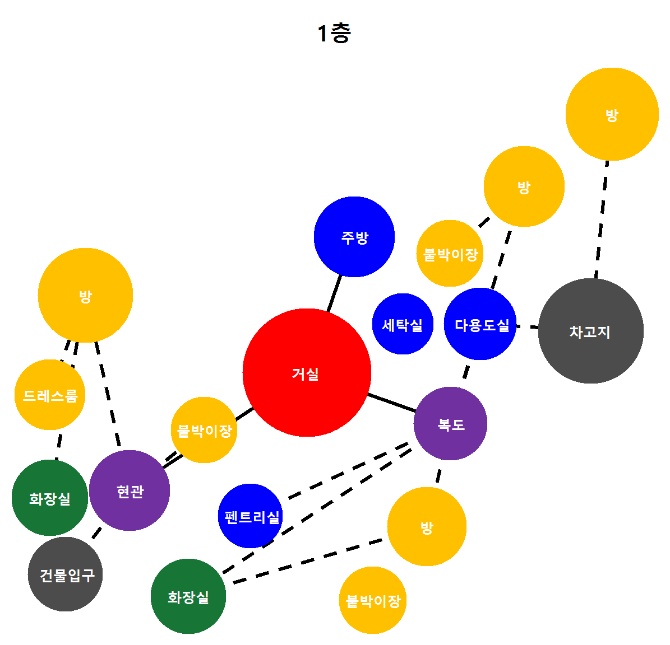 1층
방
방
주방
붙박이장
방
세탁실
다용도실
차고지
거실
드레스룸
붙박이장
복도
화장실
현관
펜트리실
방
건물입구
화장실
붙박이장